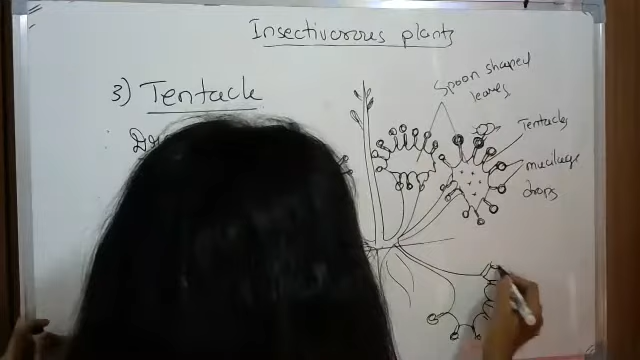 Insectivorous plants
3) Tentacle
Spoon shaped
leaves
Tentacles
mucilage
drops